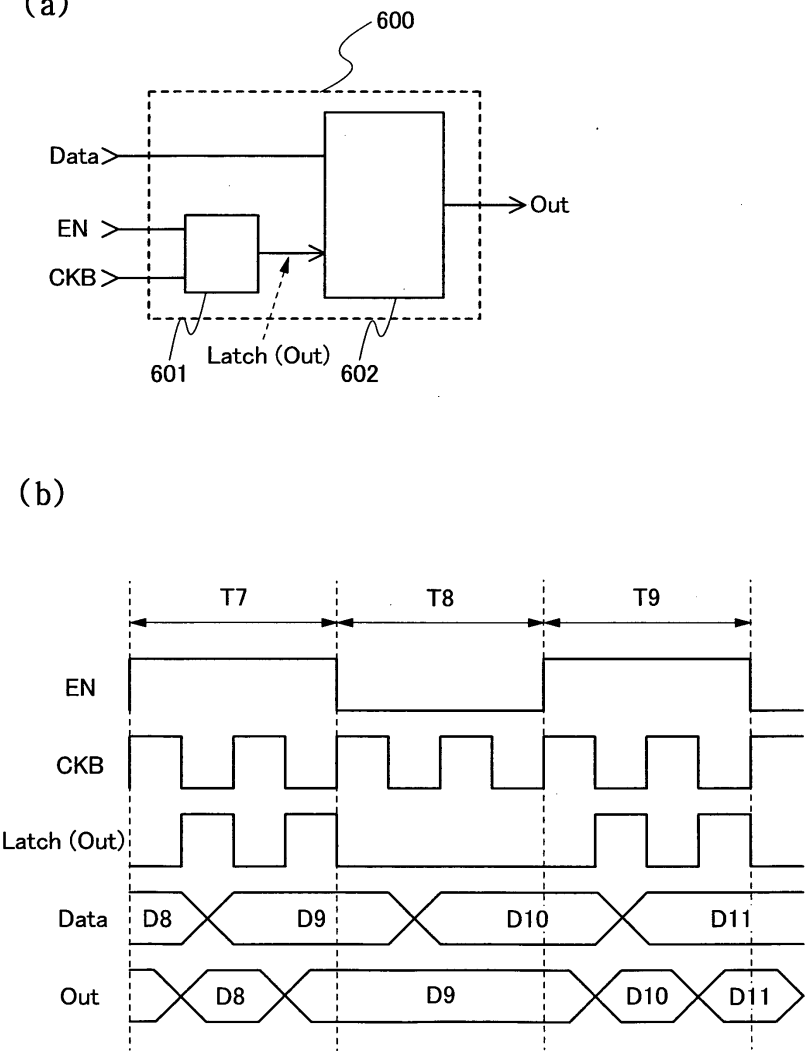 (a)
600
Data
EN
CKB
Out
Latch (Out)
601
602
(b)
T7 T8 T9
EN
CKB
Latch (Out)
Data D8 D9 D10 D11
Out D8 D9 D10 D11